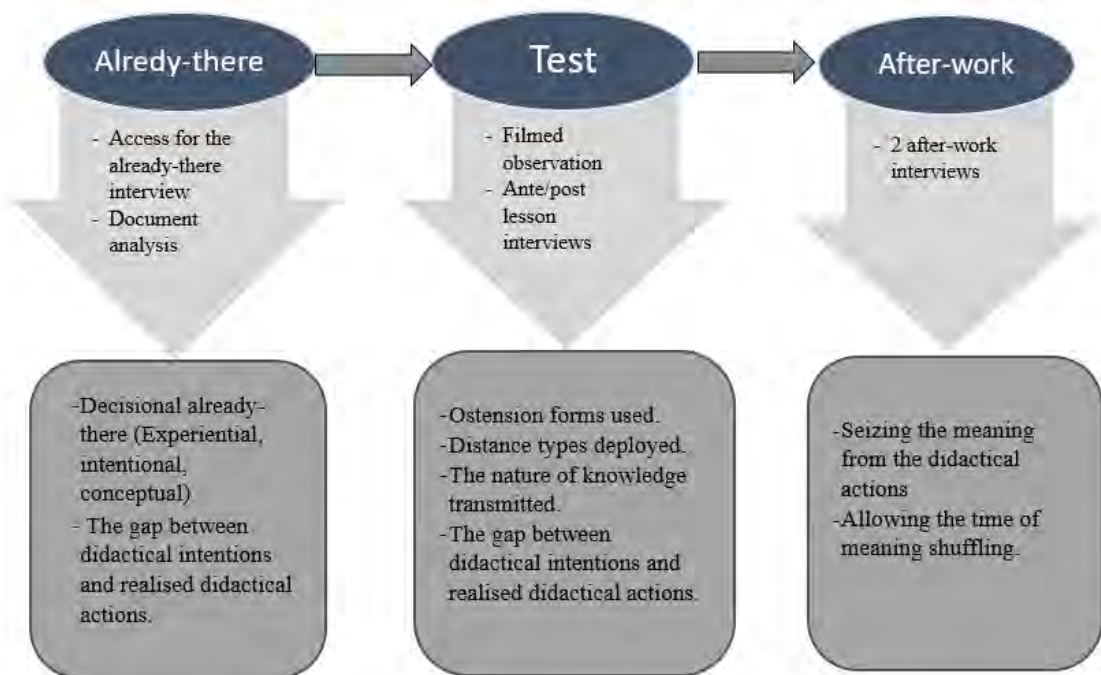 Alredy-there
Test
After-work
- Access for the
already-there
interview
- Document
analysis
- Filmed
observation
- Ante/post
lesson
interviews
- 2 after-work
interviews
-Decisional already-
there (Experiential,
intentional,
conceptual)
- The gap between
didactical intentions
and realised didactical
actions.
-Ostension forms used.
-Distance types deployed.
-The nature of knowledge
transmitted.
-The gap between
didactical intentions and
realised didactical actions.
-Seizing the meaning
from the didactical
actions
-Allowing the time of
meaning shuffling.